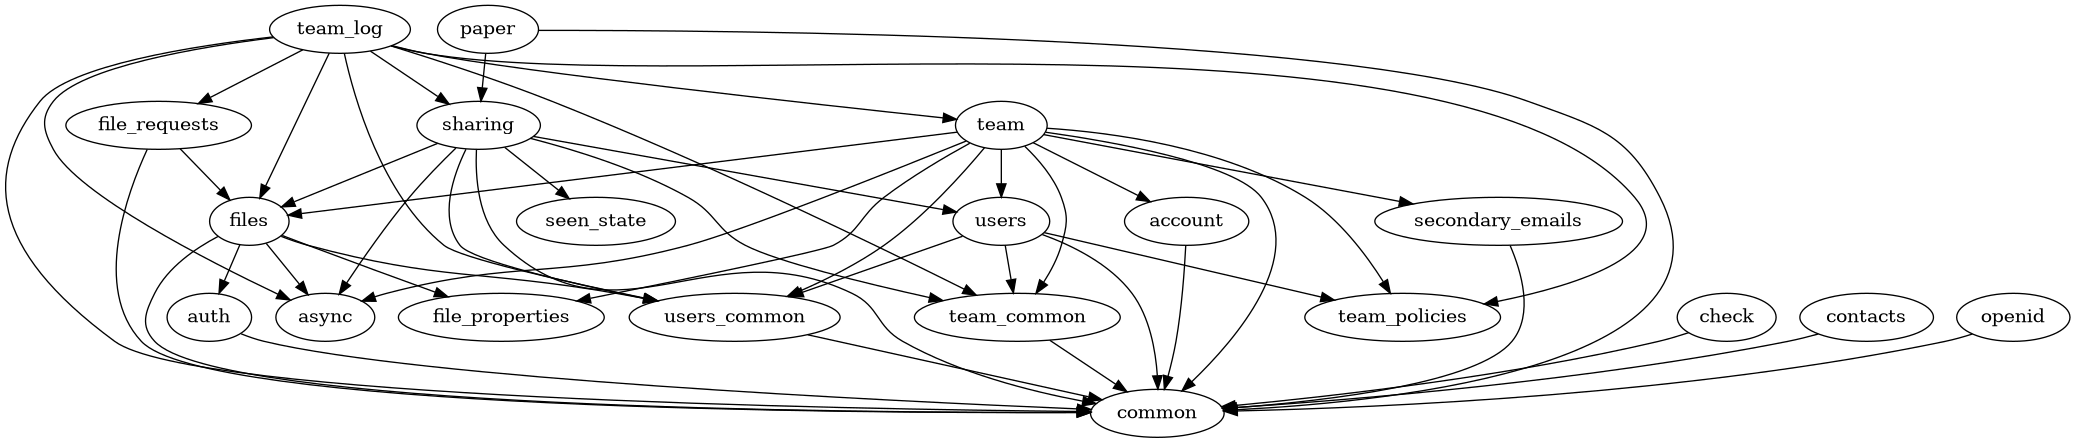 team_log
paper
file_requests
sharing
team
files
seen_state
users
account
secondary_emails
auth
async
file_properties
users_common
team_common
team_policies
check
contacts
openid
common